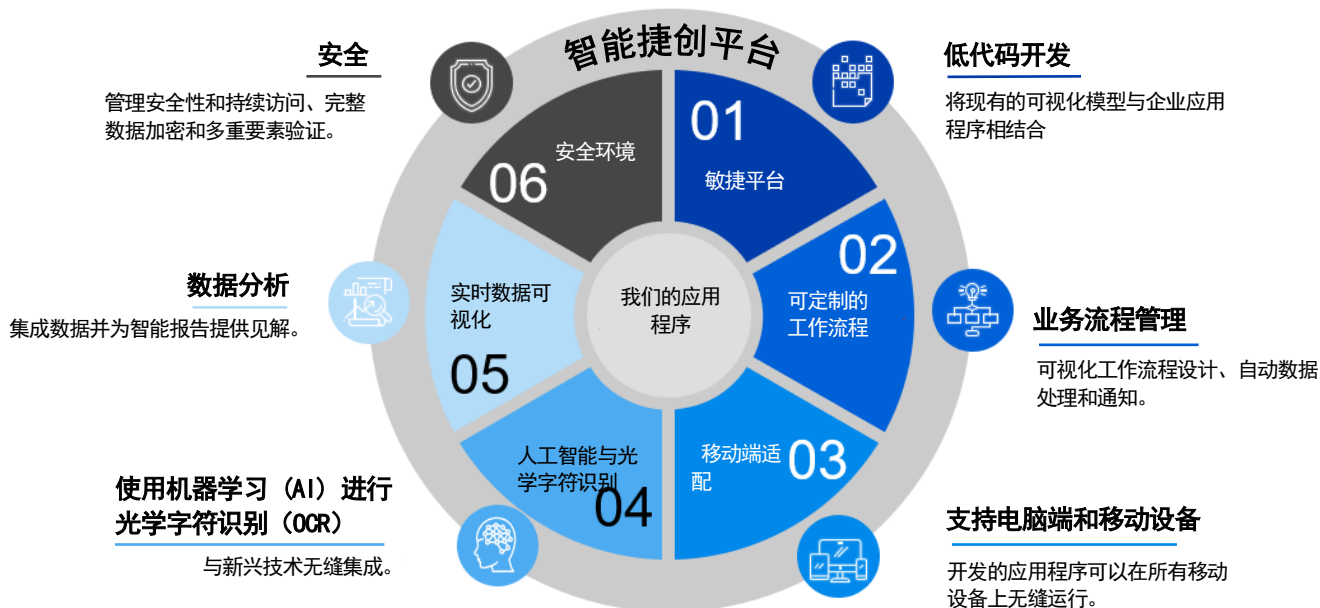 智能捷创平台
01
敏捷平台
低代码开发
将现有的可视化模型与企业应用
程序相结合
02
可定制的
工作流程
业务流程管理
可视化工作流程设计、自动数据
处理和通知。
03
移动端适
配
支持电脑端和移动设备
开发的应用程序可以在所有移动
设备上无缝运行。
人工智能与光
学字符识别
04
使用机器学习（AI）进行
光学字符识别（OCR）
与新兴技术无缝集成。
实时数据可
视化
05
数据分析
集成数据并为智能报告提供见解。
安全环境
06
安全
管理安全性和持续访问、完整
数据加密和多重要素验证。
我们的应用
程序